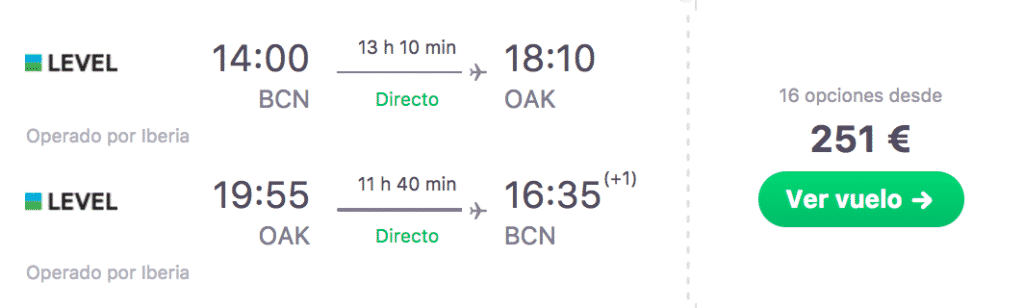 LEVEL
14:00
13 h 10 min
18:10
BCN
Directo
OAK
Operado por Iberia
LEVEL
19:55
11 h 40 min
16:35(+1)
OAK
Directo
BCN
Operado por Iberia
16 opciones desde
251 €
Ver vuelo →